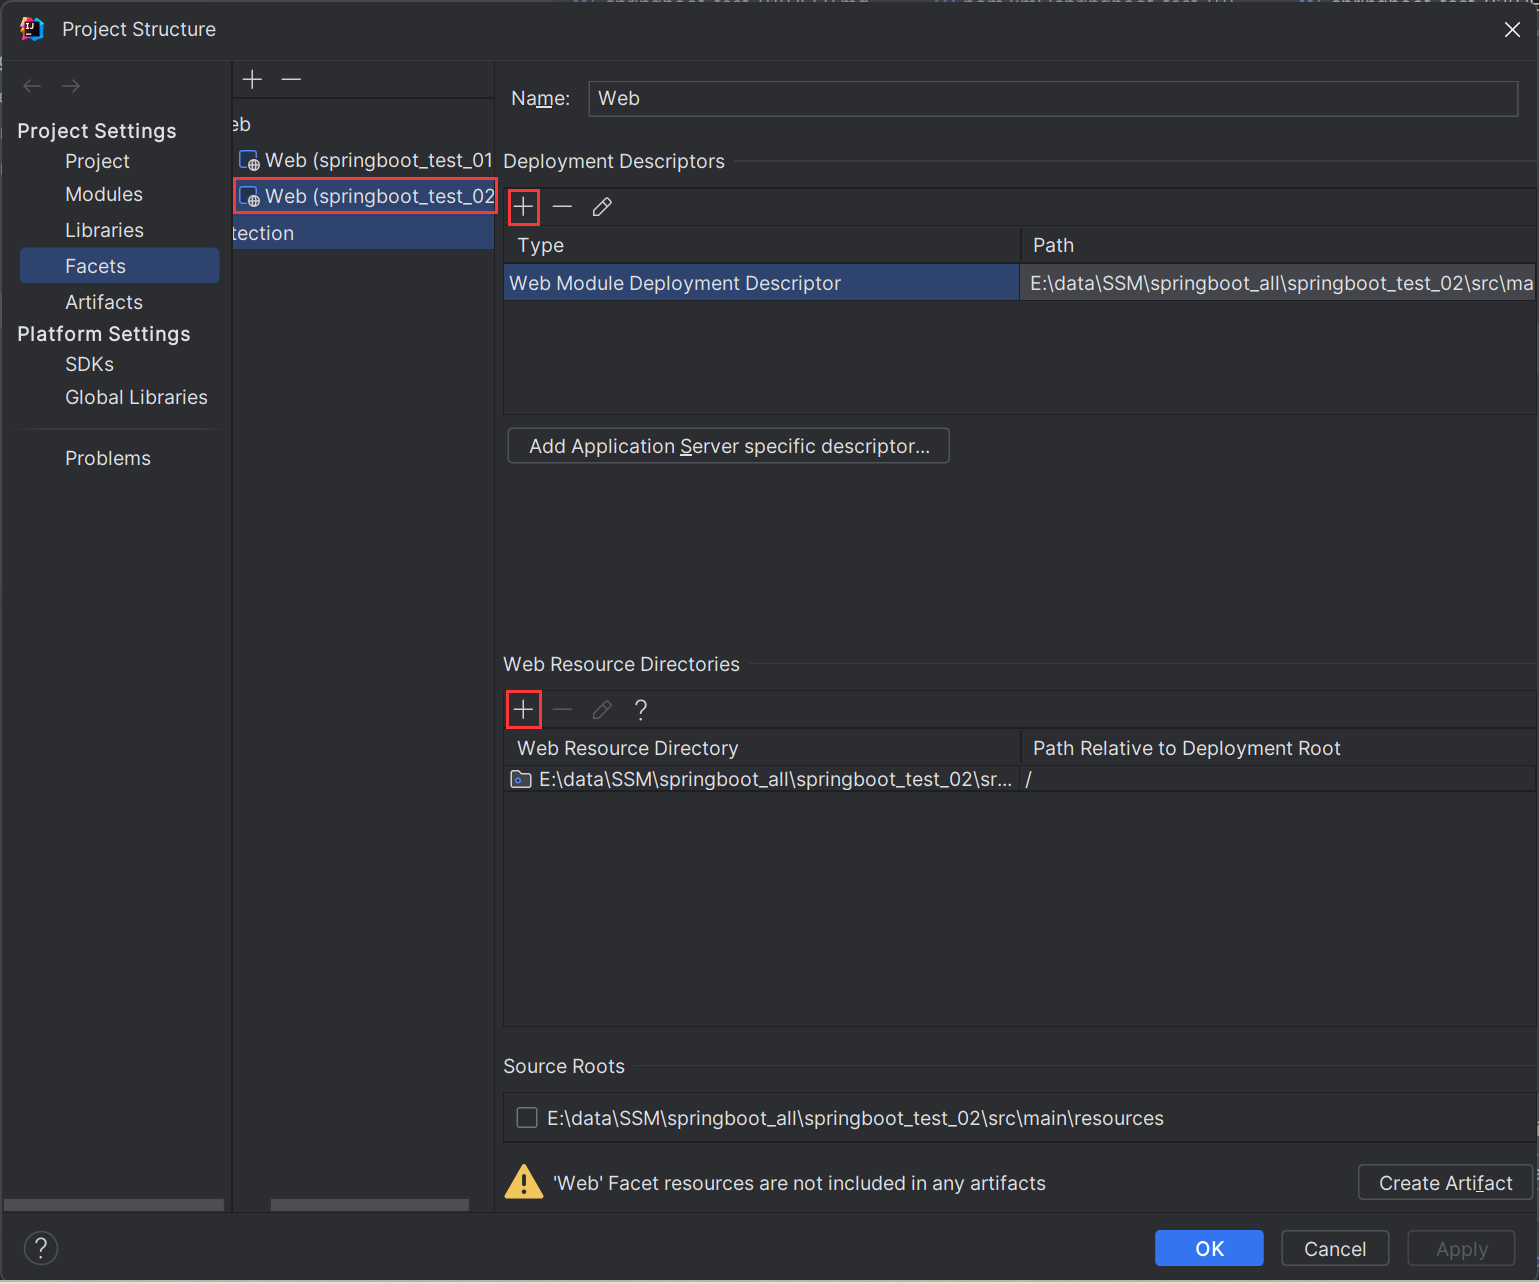 Project Structure
Project Settings
Project
Modules
Libraries
Facets
Artifacts
Platform Settings
SDKs
Global Libraries
Problems
eb
Web (springboot_test_01
Web (springboot_test_02
tection
Name: Web
Deployment Descriptors
Type Path
Web Module Deployment Descriptor E:\data\SSM\springboot_all\springboot_test_02\src\ma
Add Application Server specific descriptor...
Web Resource Directories
?
Web Resource Directory Path Relative to Deployment Root
E:\data\SSM\springboot_all\springboot_test_02\sr... /
Source Roots
E:\data\SSM\springboot_all\springboot_test_02\src\main\resources
'Web' Facet resources are not included in any artifacts
Create Artifact
? OK Cancel Apply